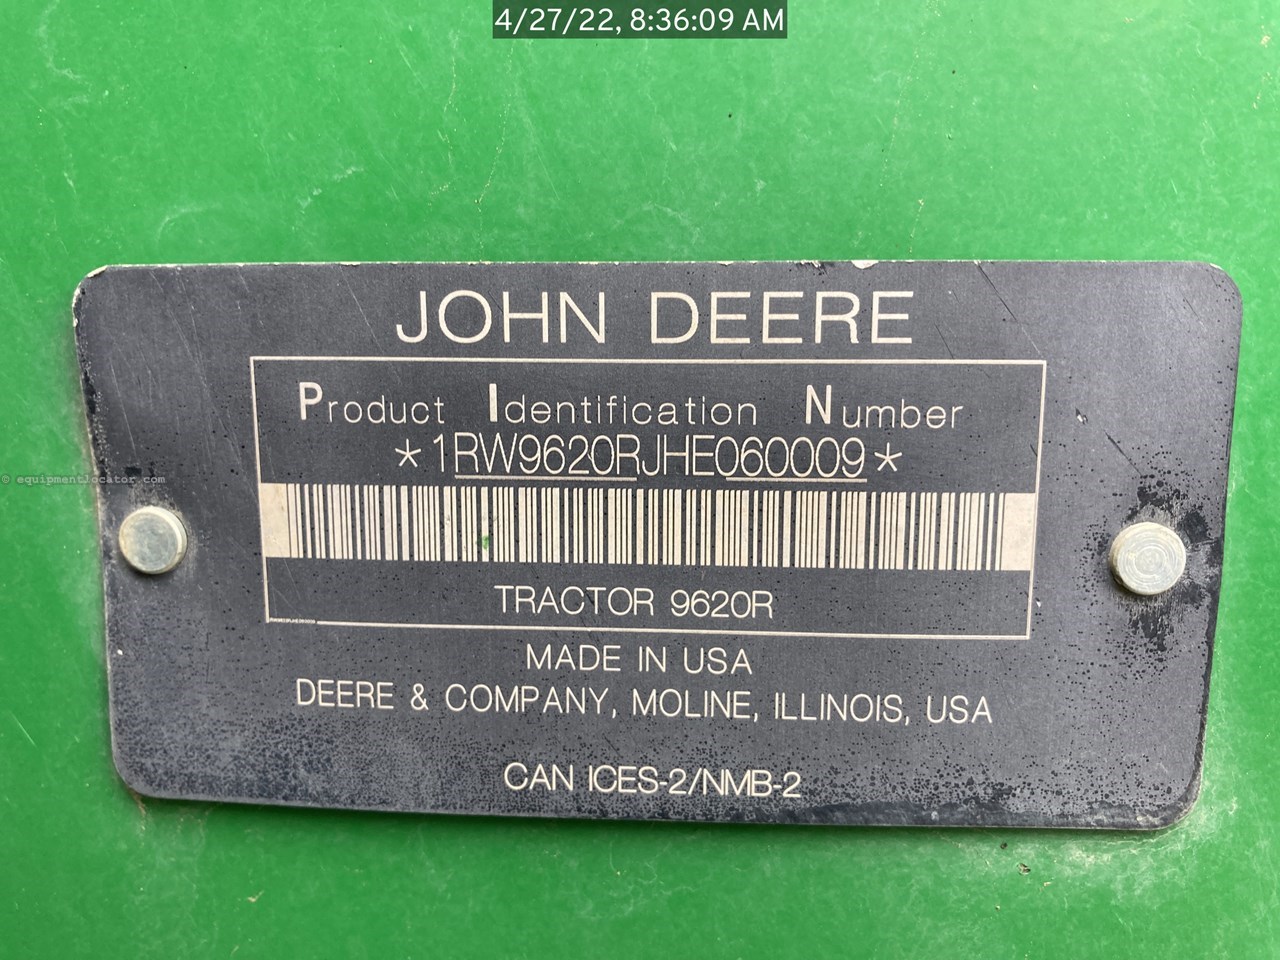 4/27/22, 8:36:09 AM
JOHN DEERE
Product Identification Number
*1RW9620RJHE060009*
TRACTOR 9620R
MADE IN USA
DEERE & COMPANY, MOLINE, ILLINOIS, USA
CAN ICES-2/NMB-2
© equipmentlocator.com